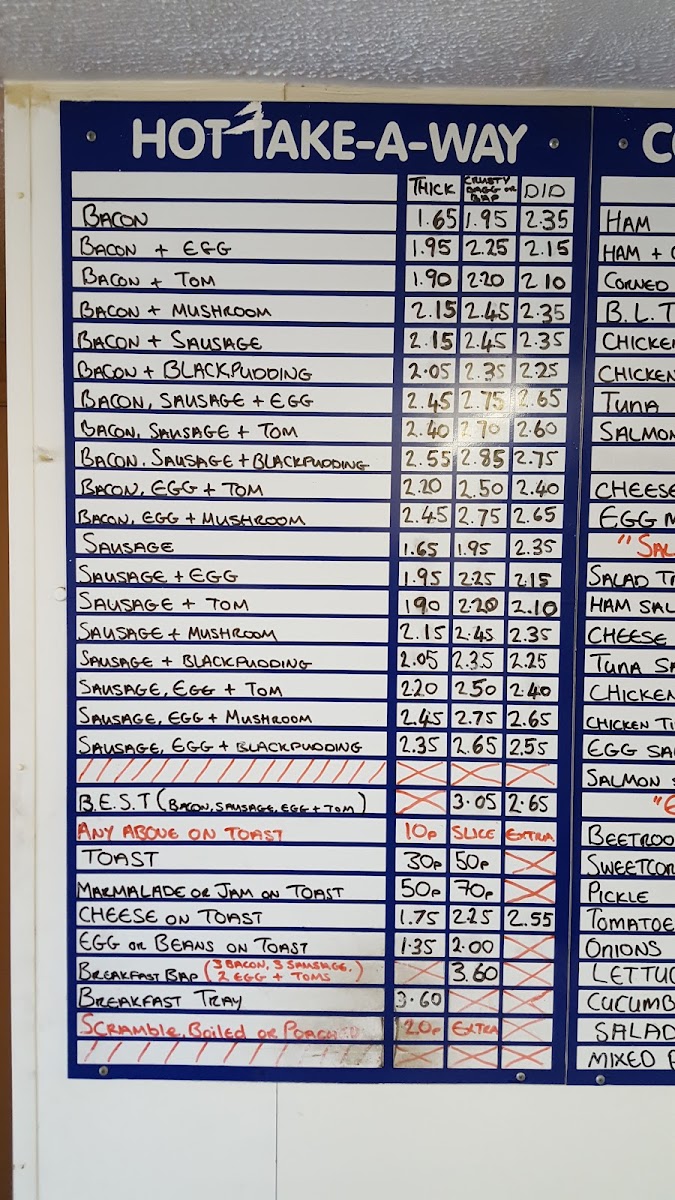 HOT TAKE-A-WAY
THICK CRUSTY BAGG OR BAP DID
BACON 1.65 1.95 2.35
BACON + EGG 1.95 2.25 2.15
BACON + TOM 1.90 2.20 2.10
BACON + MUSHROOM 2.15 2.45 2.35
BACON + SAUSAGE 2.15 2.45 2.35
BACON + BLACKPUDDING 2.05 2.35 2.25
BACON, SAUSAGE + EGG 2.45 2.75 2.65
BACON, SAUSAGE + TOM 2.40 2.70 2.60
BACON, SAUSAGE + BLACKPUDDING 2.55 2.85 2.75
BACON, EGG + TOM 2.20 2.50 2.40
BACON, EGG + MUSHROOM 2.45 2.75 2.65
SAUSAGE 1.65 1.95 2.35
SAUSAGE + EGG 1.95 2.25 2.15
SAUSAGE + TOM 1.90 2.20 2.10
SAUSAGE + MUSHROOM 2.15 2.45 2.35
SAUSAGE + BLACKPUDDING 2.05 2.35 2.25
SAUSAGE, EGG + TOM 2.20 2.50 2.40
SAUSAGE, EGG + MUSHROOM 2.45 2.75 2.65
SAUSAGE, EGG + BLACKPUDDING 2.35 2.65 2.55
B.E.S.T (BACON, SAUSAGE, EGG + TOM) 3.05 2.65
ANY ABOVE ON TOAST 10p SLICE EXTRA
TOAST 30p 50p
MARMALADE OR JAM ON TOAST 50p 70p
CHEESE ON TOAST 1.75 2.25 2.55
EGG OR BEANS ON TOAST 1.35 2.00
BREAKFAST BAP (3 BACON, 3 SAUSAGE, 2 EGG + TOMS) 3.60
BREAKFAST TRAY 3.60
SCRAMBLE, BOILED OR POACH 20p EXTRA
HAM
HAM +
CORNED
B.L.T
CHICKEN
CHICKEN
TUNA
SALMON
CHEESE
EGG M
"SAL
SALAD
HAM SAL
CHEESE
TUNA SA
CHICKEN
CHICKEN TI
EGG SA
SALMON
BEETROO
SWEETCOR
PICKLE
TOMATOE
ONIONS
LETTUC
CUCUMB
SALAD
MIXED